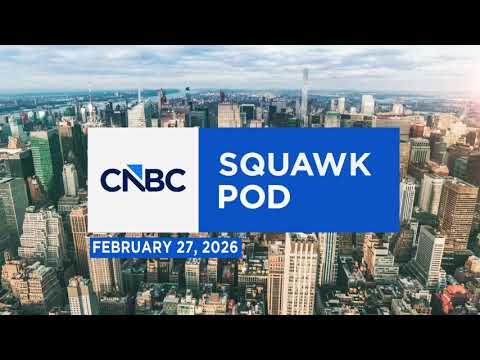 CNBC
SQUAWK
POD
FEBRUARY 27, 2026